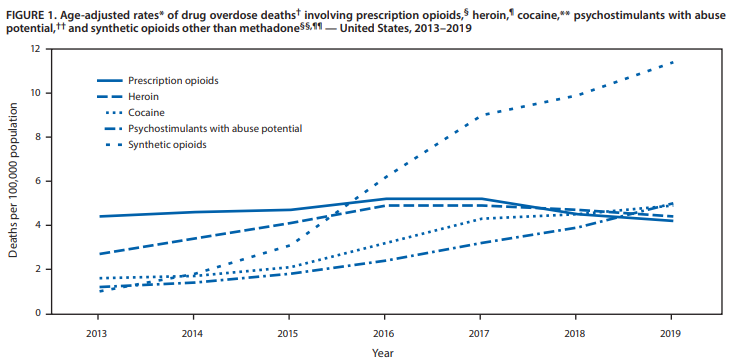 FIGURE 1. Age-adjusted rates* of drug overdose deaths† involving prescription opioids,§ heroin,¶ cocaine,** psychostimulants with abuse
potential,†† and synthetic opioids other than methadone§§,¶¶ — United States, 2013–2019
12
10
8
6
4
2
0
Deaths per 100,000 population
Prescription opioids
Heroin
Cocaine
Psychostimulants with abuse potential
Synthetic opioids
2013 2014 2015 2016 2017 2018 2019
Year